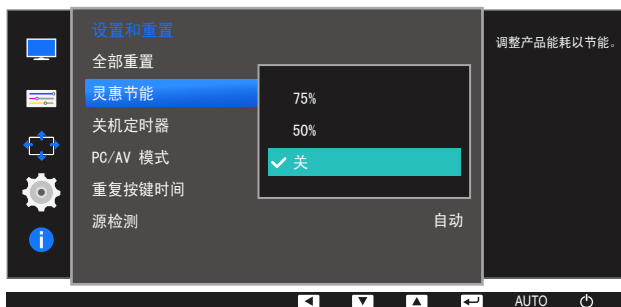 设置和重置
全部重置
灵惠节能
关机定时器
PC/AV 模式
重复按键时间
源检测
自动
75%
50%
关
调整产品能耗以节能。
AUTO